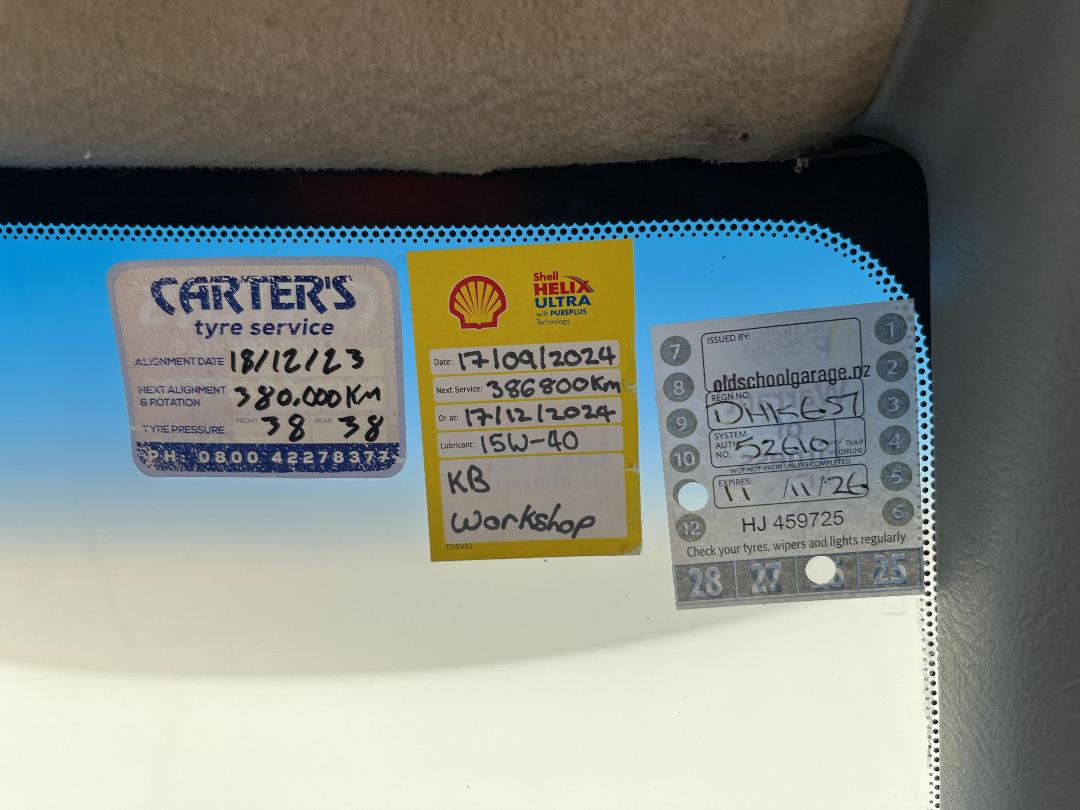 CARTER'S
tyre service
ALIGNMENT DATE 18/12/23
NEXT ALIGNMENT & ROTATION 380.000KM
TYRE PRESSURE FRONT 38 REAR 38
PH: 0800 42278377
Shell
HELIX
ULTRA
with PUREPLUS
Technology
Date: 17/09/2024
Next Service: 386800Km
Or at: 17/12/2024
Lubricant: 15W-40
KB
Workshop
TDSV02
ISSUED BY:
oldschoolgarage.nz
REGN NO:
SYSTEM AUTH NO: 52610 Tick if OFFLINE
WOF NOT VALID UNLESS COMPLETED
EXPIRES: 11/11/26
HJ 459725
Check your tyres, wipers and lights regularly
7
8
9
10
12
1
2
3
4
5
6
28 27 25